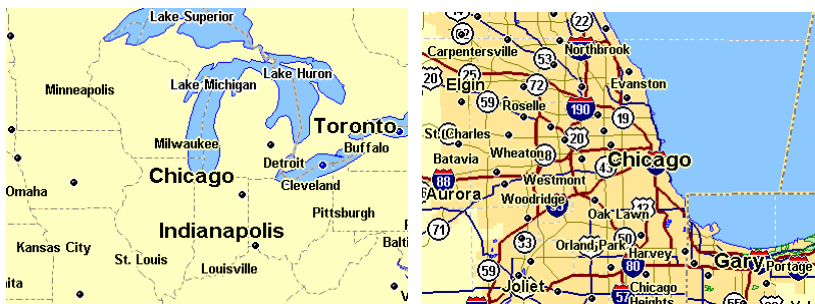 Lake Superior
Minneapolis
Lake Michigan
Lake Huron
Toronto
Milwaukee
Buffalo
Detroit
Chicago
Cleveland
Omaha
Pittsburgh
Indianapolis
Kansas City
Balti
St. Louis
Louisville
ita
V
22
Carpentersville
Northbrook
53
20
25
72
Elgin
Evanston
59
Roselle
190
19
St. Charles
20
Wheaton
Batavia
43
Chicago
88
Westmont
Aurora
Woodridge
Oak Lawn
71
53
Orland Park
50
Harvey
59
80
Gary
Portage
Joliet
57
Chicago
Heights